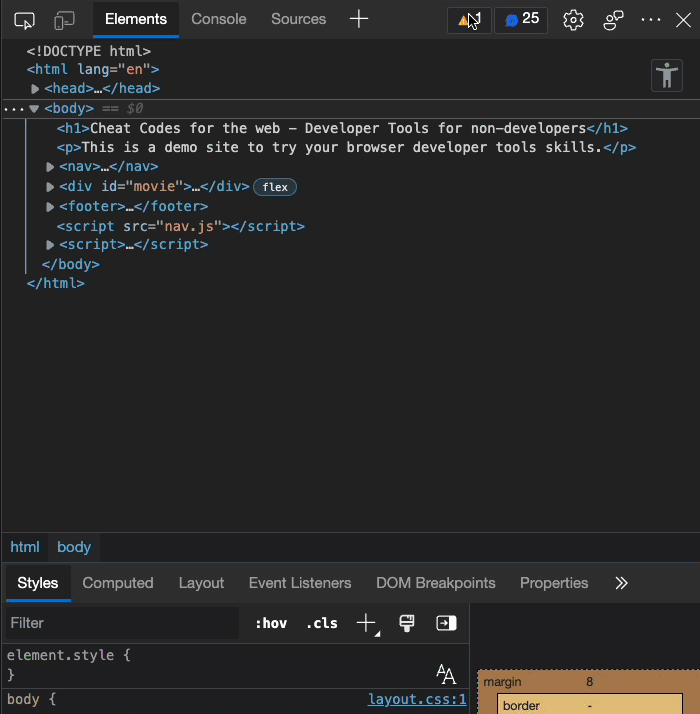 Elements Console Sources 1 25
<!DOCTYPE html>
<html lang="en">
<head>…</head>
<body> == $0
<h1>Cheat Codes for the web – Developer Tools for non–developers</h1>
<p>This is a demo site to try your browser developer tools skills.</p>
<nav>…</nav>
<div id="movie">…</div> flex
<footer>…</footer>
<script src="nav.js"></script>
<script>…</script>
</body>
</html>
html body
Styles Computed Layout Event Listeners DOM Breakpoints Properties
Filter :hov .cls
element.style {
}
AA
body { layout.css:1
margin 8
border -